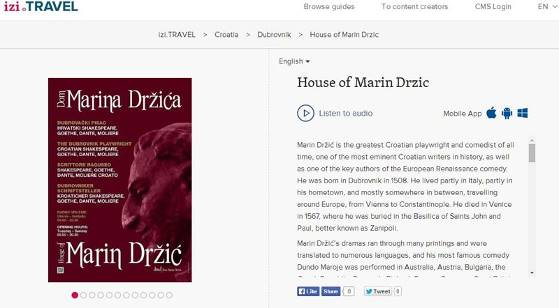 izi.TRAVEL
Browse guides
To content creators
CMS Login
EN
izi.TRAVEL > Croatia > Dubrovnik > House of Marin Drzic
English
House of Marin Drzic
Listen to audio
Mobile App
Marin Držić is the greatest Croatian playwright and comedist of all
time, one of the most eminent Croatian writers in history, as well
as one of the key authors of the European Renaissance comedy.
He was born in Dubrovnik in 1508. He lived partly in Italy, partly in
his hometown, and mostly somewhere in between, travelling
around Europe, from Vienna to Constantinople. He died in Venice
in 1567, where he was buried in the Basilica of Saints John and
Paul, better known as Zanipoli.
Marin Držić's dramas ran through many printings and were
translated to numerous languages, and his most famous comedy
Dundo Maroje was performed in Australia, Austria, Bulgaria, the
Like Share 0
Tweet 0
Dom Marina Držića
DUBROVAČKI PISAC
HRVATSKI SHAKESPEARE,
GOETHE, DANTE, MOLIERE
THE DUBROVNIK PLAYWRIGHT
CROATIAN SHAKESPEARE,
GOETHE, DANTE, MOLIERE
SCRITTORE RAGUSEO
SHAKESPEARE, GOETHE,
DANTE, MOLIERE CROATO
DUBROVNIKER
SCHRIFTSTELLER
KROATICHER SHAKESPEARE,
GOETHE, DANTE, MOLIERE
OPENING HOURS:
House of Marin Držić